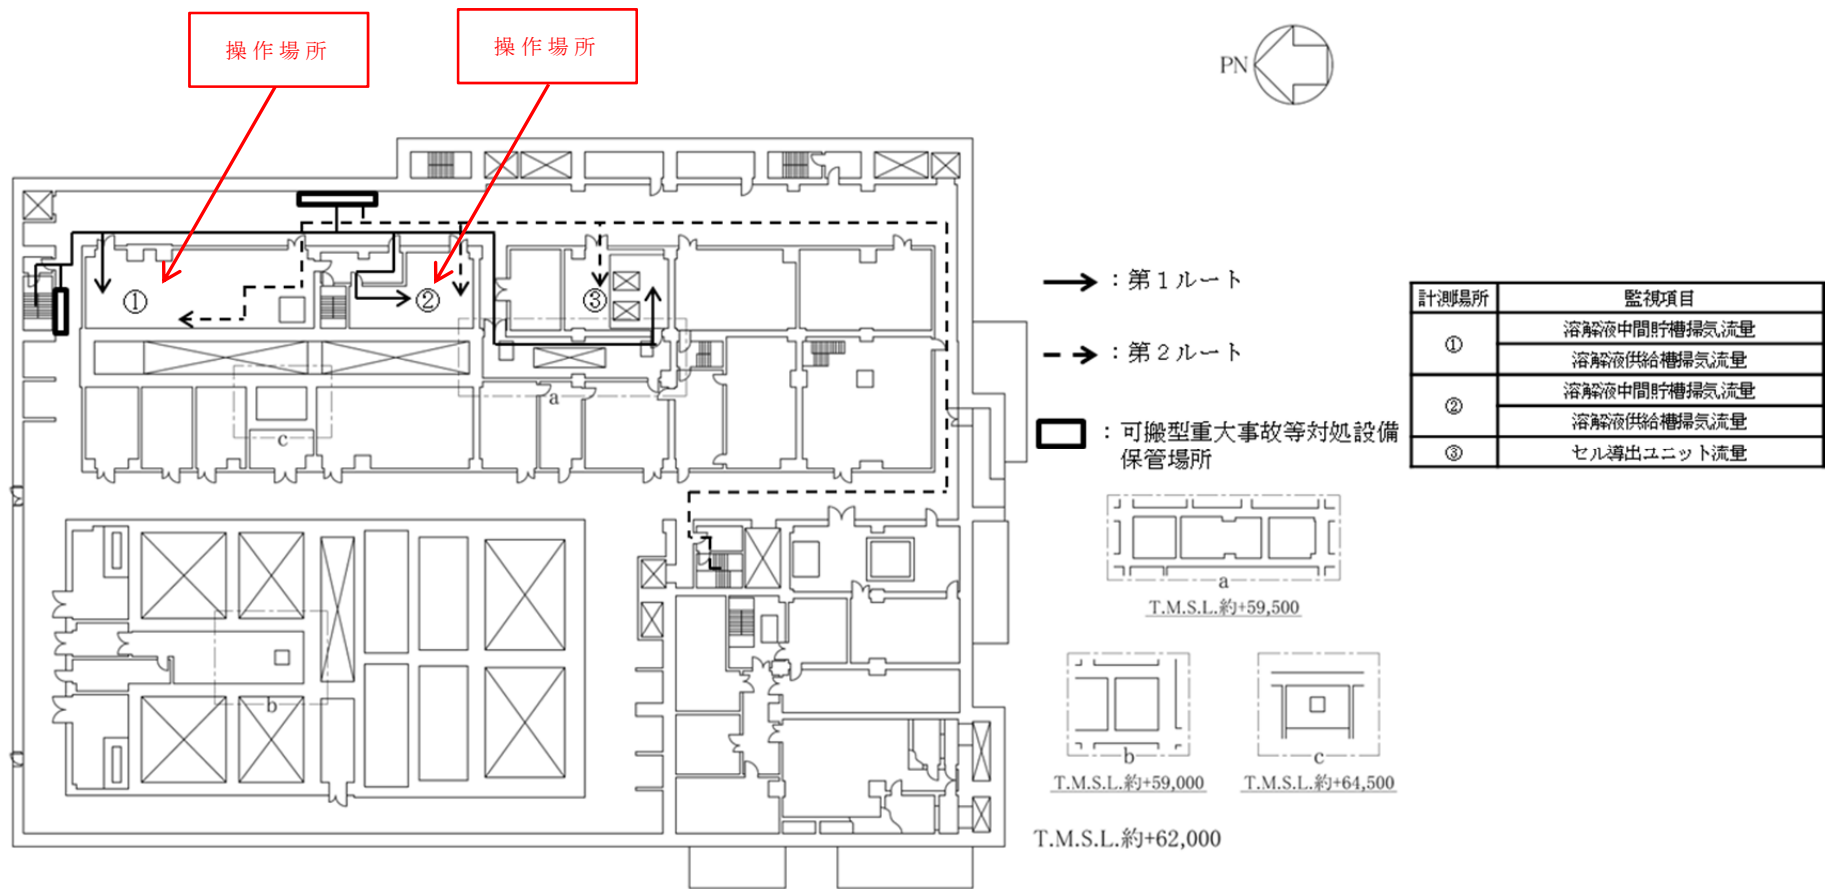 操作場所
操作場所
PN
①
②
③
a
c
b
：第１ルート
：第２ルート
：可搬型重大事故等対処設備
保管場所
計測場所 監視項目
① 溶解液中間貯槽掃気流量
溶解液供給槽掃気流量
② 溶解液中間貯槽掃気流量
溶解液供給槽掃気流量
③ セル導出ユニット流量
a
T.M.S.L.約+59,500
b
T.M.S.L.約+59,000
c
T.M.S.L.約+64,500
T.M.S.L.約+62,000